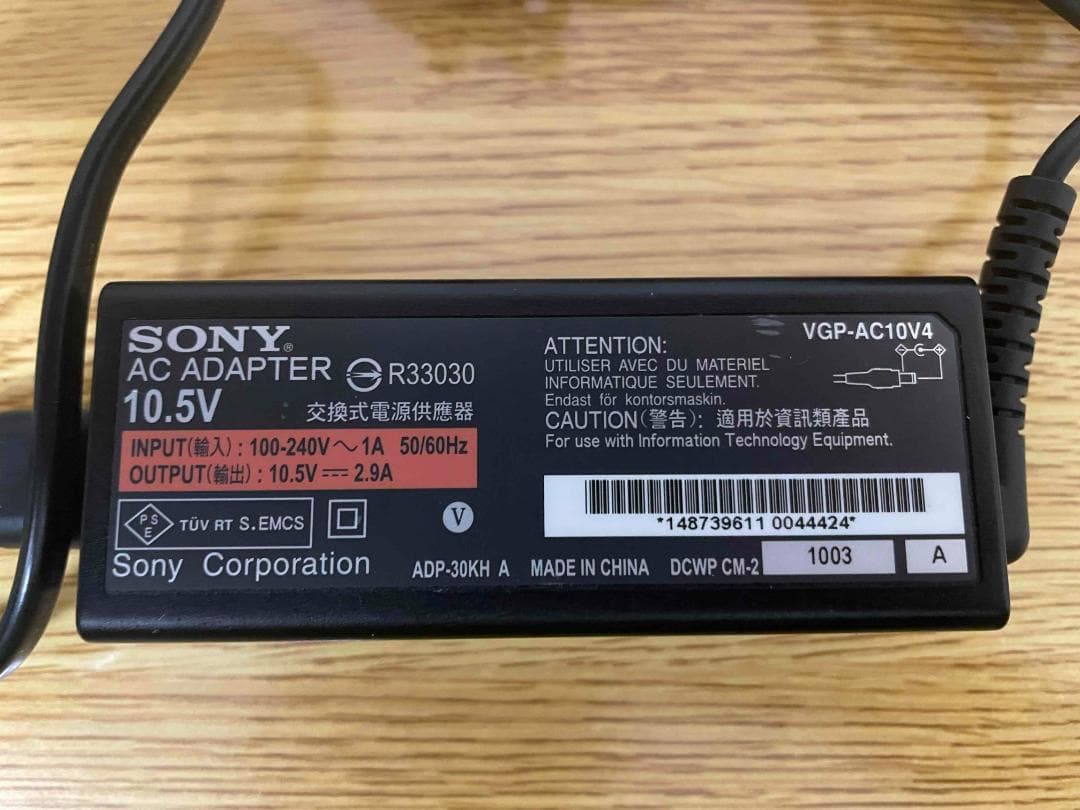 SONY®
AC ADAPTER R33030
10.5V 交換式電源供應器
INPUT(輸入) : 100-240V～1A 50/60Hz
OUTPUT(輸出) : 10.5V⎓2.9A
PSE TÜV RT S.EMCS
V
Sony Corporation
ADP-30KH A MADE IN CHINA DCWP CM-2 1003 A
VGP-AC10V4
ATTENTION:
UTILISER AVEC DU MATERIEL
INFORMATIQUE SEULEMENT.
Endast för kontorsmaskin.
CAUTION(警告): 適用於資訊類產品
For use with Information Technology Equipment.
*148739611 0044424*